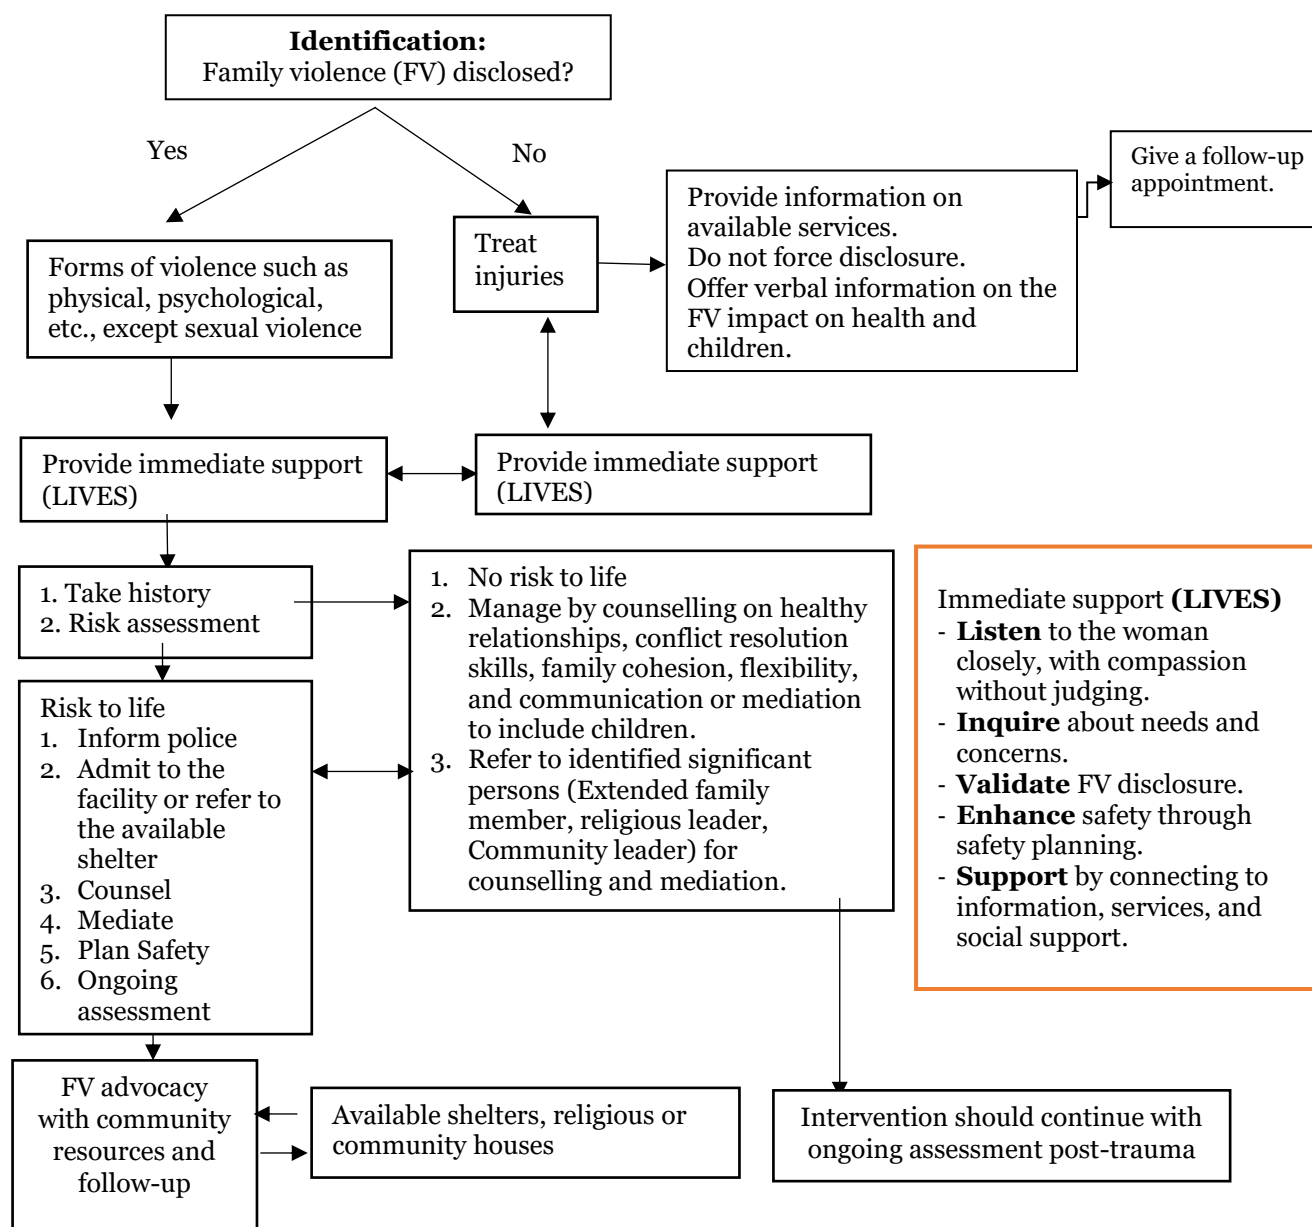 Identification:
Family violence (FV) disclosed?
Yes
No
Give a follow-up
appointment.
Provide information on
available services.
Do not force disclosure.
Offer verbal information on the
FV impact on health and
children.
Treat
injuries
Forms of violence such as
physical, psychological,
etc., except sexual violence
Provide immediate support
(LIVES)
Provide immediate support
(LIVES)
1. Take history
2. Risk assessment
1. No risk to life
2. Manage by counselling on healthy
relationships, conflict resolution
skills, family cohesion, flexibility,
and communication or mediation
to include children.
3. Refer to identified significant
persons (Extended family
member, religious leader,
Community leader) for
counselling and mediation.
Immediate support (LIVES)
- Listen to the woman
closely, with compassion
without judging.
- Inquire about needs and
concerns.
- Validate FV disclosure.
- Enhance safety through
safety planning.
- Support by connecting to
information, services, and
social support.
Risk to life
1. Inform police
2. Admit to the
facility or refer to
the available
shelter
3. Counsel
4. Mediate
5. Plan Safety
6. Ongoing
assessment
FV advocacy
with community
resources and
follow-up
Available shelters, religious or
community houses
Intervention should continue with
ongoing assessment post-trauma